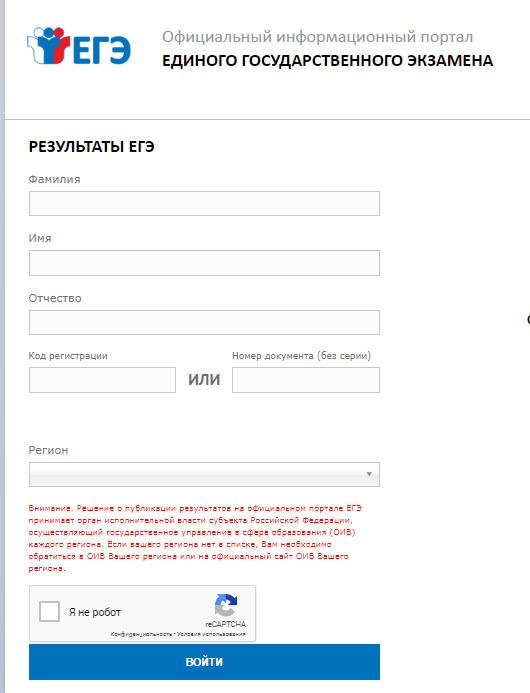 ЕГЭ
Официальный информационный портал
ЕДИНОГО ГОСУДАРСТВЕННОГО ЭКЗАМЕНА
РЕЗУЛЬТАТЫ ЕГЭ
Фамилия
Имя
Отчество
Код регистрации
Номер документа (без серии)
ИЛИ
Регион
Внимание. Решение о публикации результатов на официальном портале ЕГЭ
принимает орган исполнительной власти субъекта Российской Федерации,
осуществляющий государственное управление в сфере образования (ОИВ)
каждого региона. Если вашего региона нет в списке, Вам необходимо
обратиться в ОИВ Вашего региона или на официальный сайт ОИВ Вашего
региона.
Я не робот
reCAPTCHA
Конфиденциальность - Условия использования
ВОЙТИ